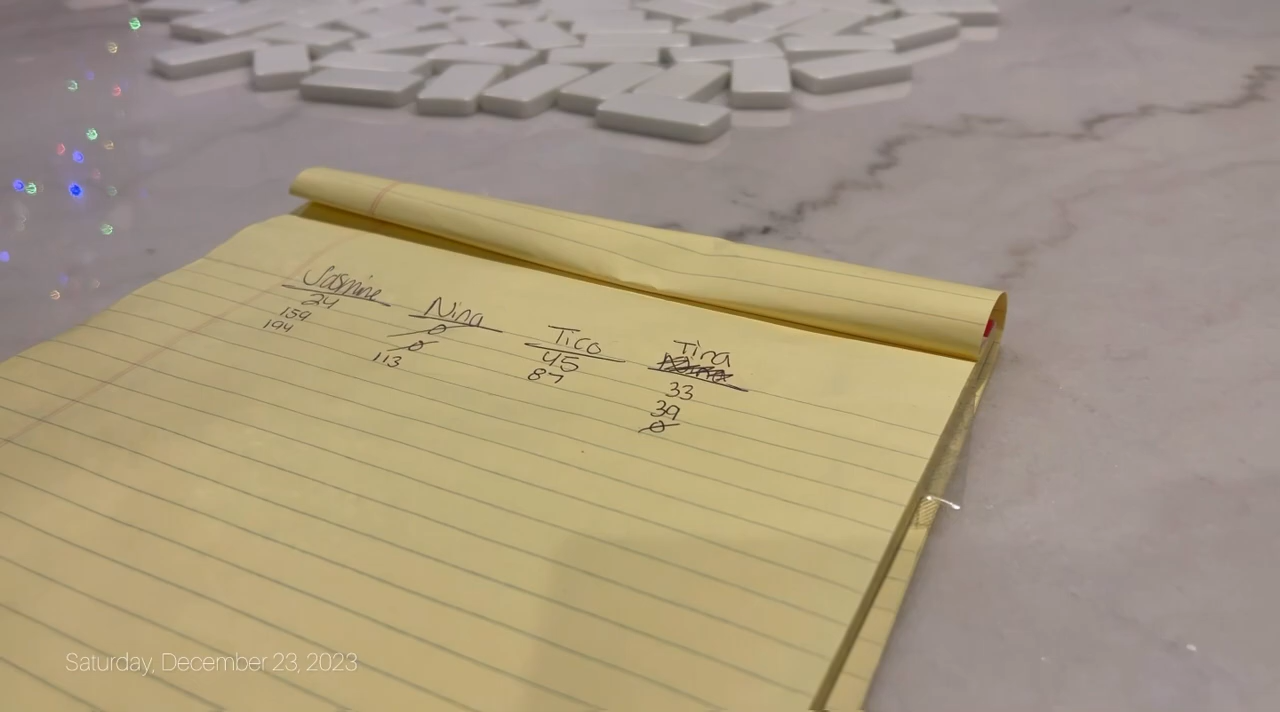 Jasmine
24
159
194
Nina
0
0
113
Tico
45
87
Tina
33
39
0
Saturday, December 23, 2023